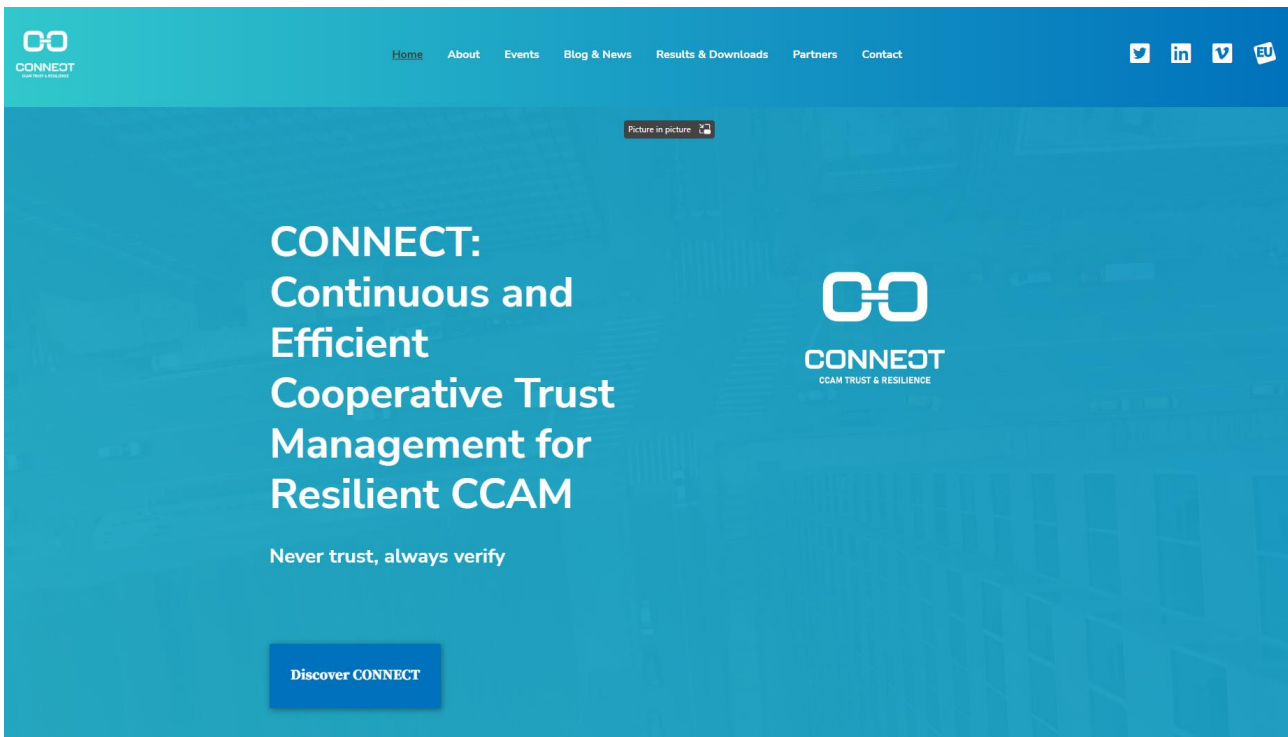 CONNECT
CCAM TRUST & RESILIENCE
Home About Events Blog & News Results & Downloads Partners Contact
in
EU
Picture in picture
CONNECT:
Continuous and
Efficient
Cooperative Trust
Management for
Resilient CCAM
Never trust, always verify
Discover CONNECT
CONNECT
CCAM TRUST & RESILIENCE